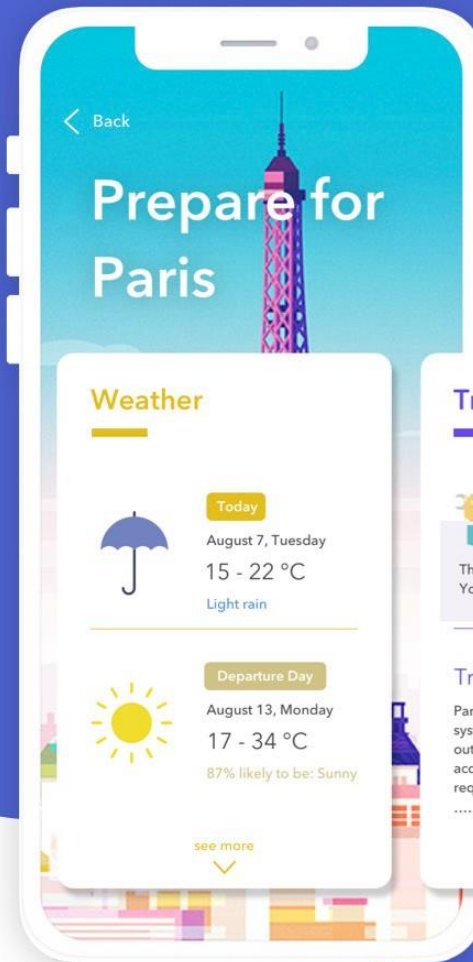 Back
Prepare for
Paris
Weather
Today
August 7, Tuesday
15 - 22 °C
Light rain
Departure Day
August 13, Monday
17 - 34 °C
87% likely to be: Sunny
see more